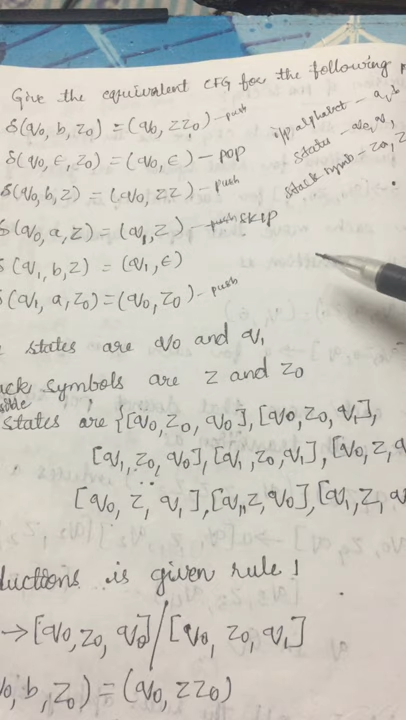 Give the equivalent CFG for the following
δ(q0, b, z0) = (q0, zz0) - push
i/p alphabet - a, b
δ(q0, ε, z0) = (q0, ε) - POP
states - q0, q1
δ(q0, b, z) = (q0, zz) - push
stack symb - z0, z
δ(q0, a, z) = (q1, z) - push SKIP
δ(q1, b, z) = (q1, ε)
δ(q1, a, z0) = (q0, z0) - push
states are q0 and q1
symbols are z and z0
states are {[q0, z0, q0], [q0, z0, q1],
[q1, z0, q0], [q1, z0, q1], [q0, z, q
[q0, z, q1], [q1, z, q0], [q1, z, q
is given rule 1
→ [q0, z0, q0] / [q0, z0, q1]
, b, z0) = (q0, zz0)